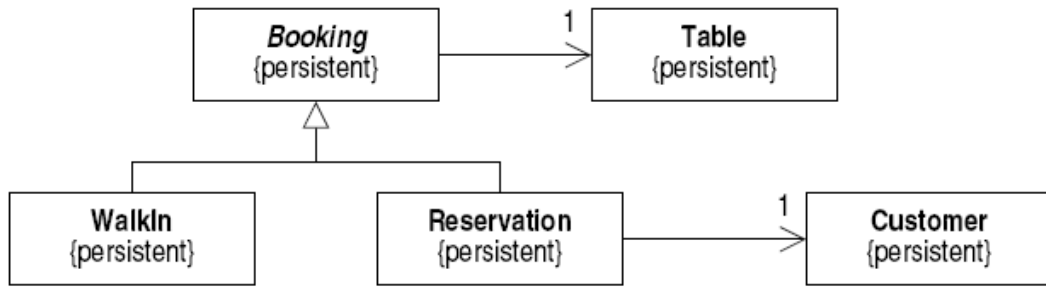 Booking
{persistent}
1
Table
{persistent}
WalkIn
{persistent}
Reservation
{persistent}
1
Customer
{persistent}